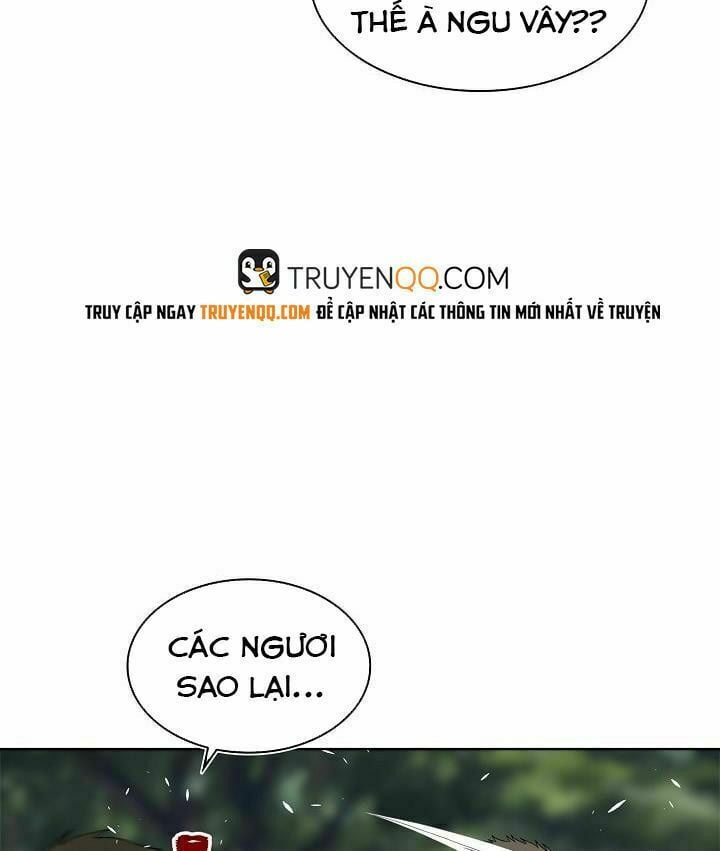 THẾ À NGU VÂY??
TRUYENQQ.COM
TRUY CẬP NGAY TRUYENQQ.COM ĐỂ CẬP NHẬT CÁC THÔNG TIN MỚI NHẤT VỀ TRUYỆN
CÁC NGƯƠI
SAO LẠI...